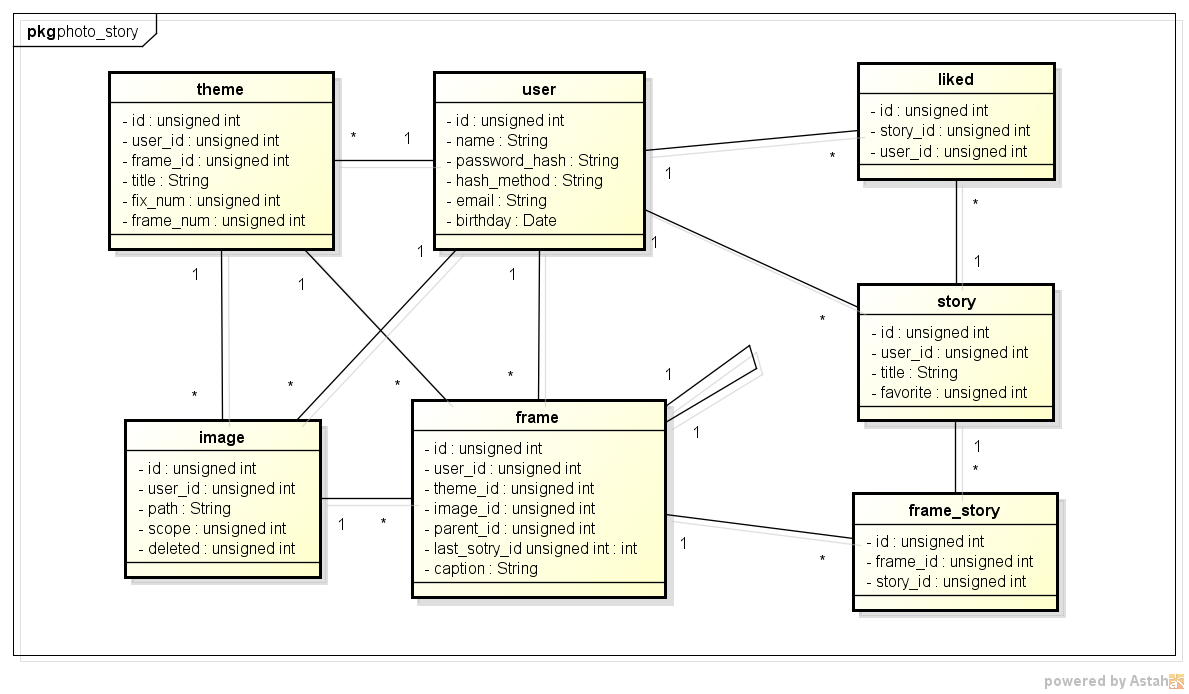 pkg photo_story
theme
- id : unsigned int
- user_id : unsigned int
- frame_id : unsigned int
- title : String
- fix_num : unsigned int
- frame_num : unsigned int
user
- id : unsigned int
- name : String
- password_hash : String
- hash_method : String
- email : String
- birthday : Date
liked
- id : unsigned int
- story_id : unsigned int
- user_id : unsigned int
* 1
1 *
1 *
* 1
1 *
1 *
1 *
1 *
story
- id : unsigned int
- user_id : unsigned int
- title : String
- favorite : unsigned int
1
1
image
- id : unsigned int
- user_id : unsigned int
- path : String
- scope : unsigned int
- deleted : unsigned int
1 *
frame
- id : unsigned int
- user_id : unsigned int
- theme_id : unsigned int
- image_id : unsigned int
- parent_id : unsigned int
- last_sotry_id unsigned int : int
- caption : String
1 *
1
*
frame_story
- id : unsigned int
- frame_id : unsigned int
- story_id : unsigned int
powered by Astah